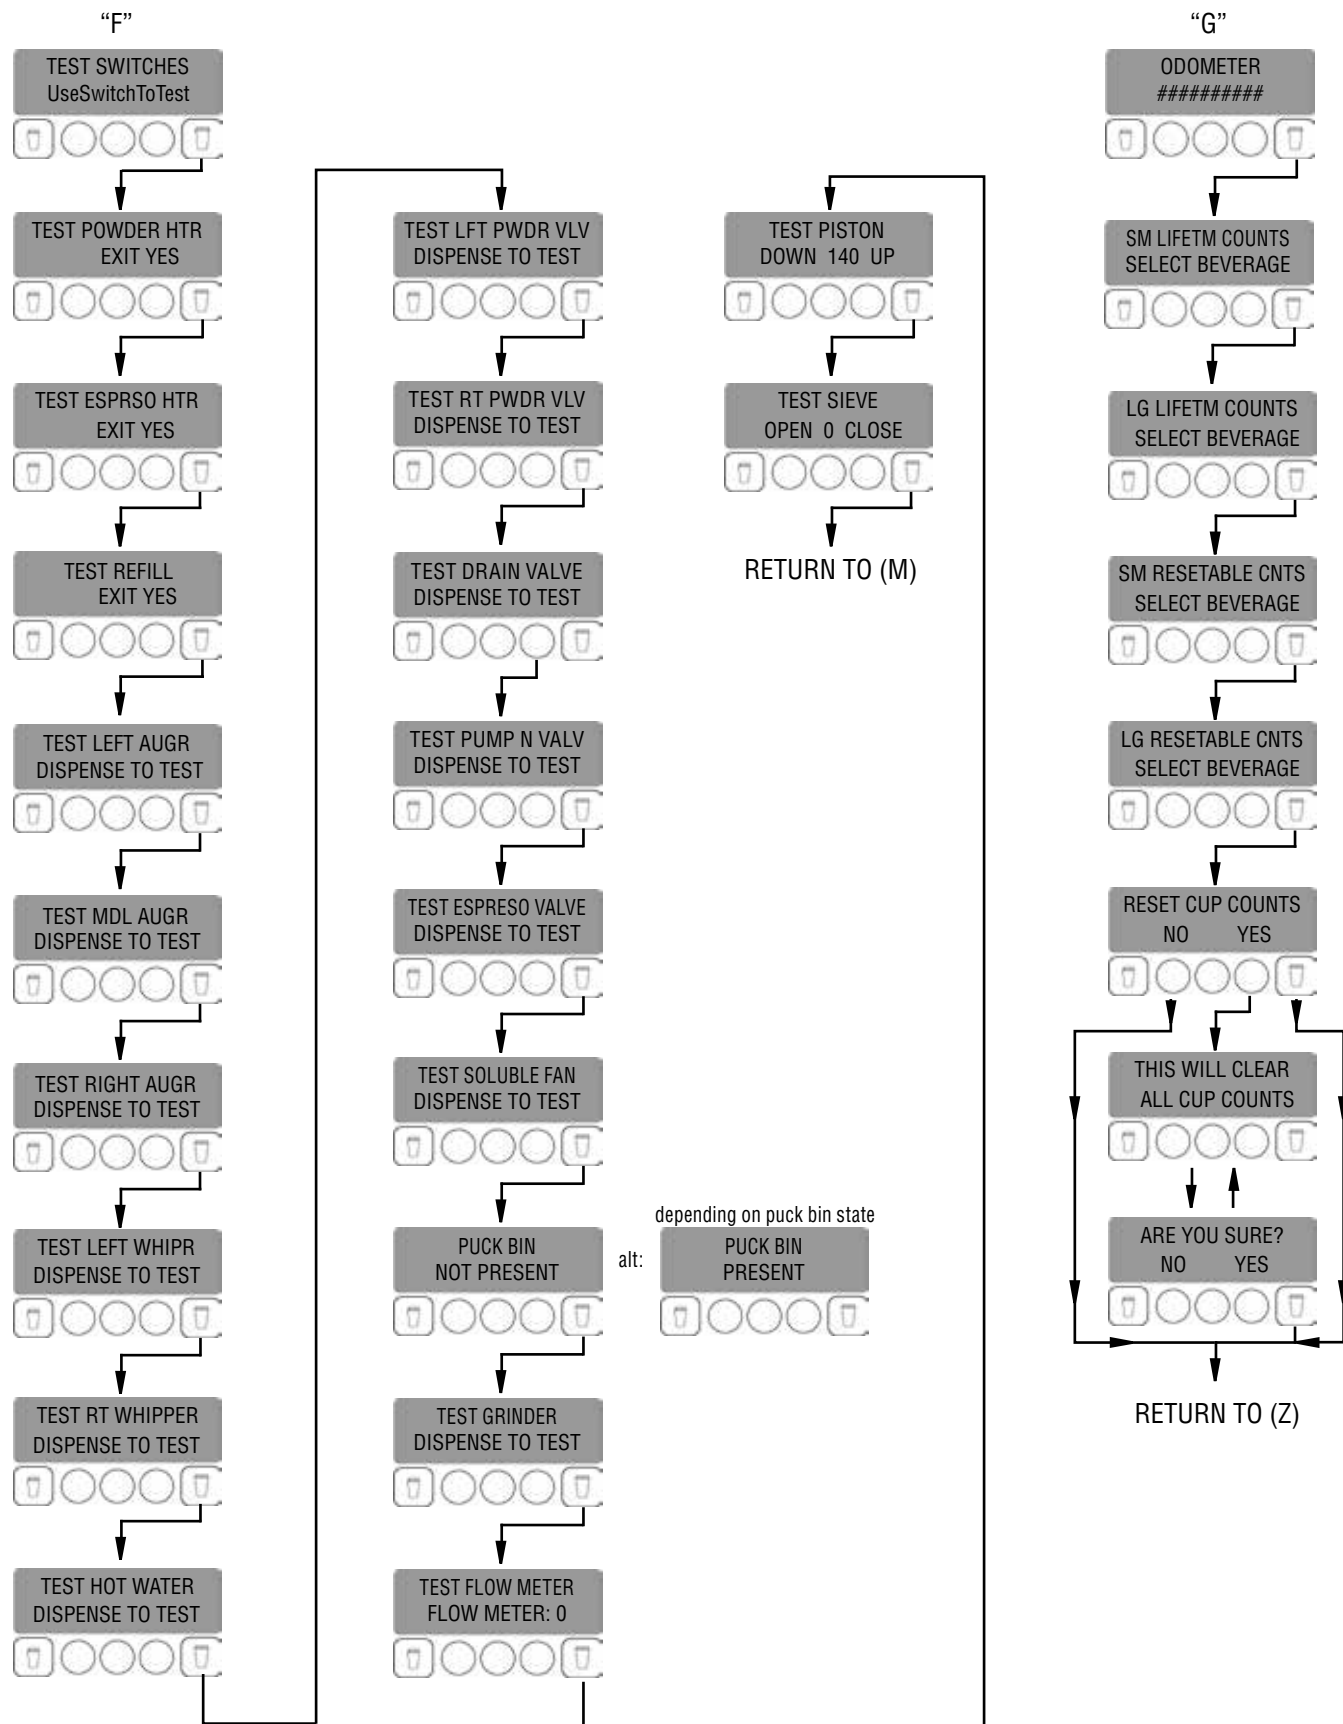 “F”
TEST SWITCHES
UseSwitchToTest
TEST POWDER HTR
EXIT YES
TEST ESPRSO HTR
EXIT YES
TEST REFILL
EXIT YES
TEST LEFT AUGR
DISPENSE TO TEST
TEST MDL AUGR
DISPENSE TO TEST
TEST RIGHT AUGR
DISPENSE TO TEST
TEST LEFT WHIPR
DISPENSE TO TEST
TEST RT WHIPPER
DISPENSE TO TEST
TEST HOT WATER
DISPENSE TO TEST
TEST LFT PWDR VLV
DISPENSE TO TEST
TEST RT PWDR VLV
DISPENSE TO TEST
TEST DRAIN VALVE
DISPENSE TO TEST
TEST PUMP N VALV
DISPENSE TO TEST
TEST ESPRESO VALVE
DISPENSE TO TEST
TEST SOLUBLE FAN
DISPENSE TO TEST
PUCK BIN
NOT PRESENT
alt:
depending on puck bin state
PUCK BIN
PRESENT
TEST GRINDER
DISPENSE TO TEST
TEST FLOW METER
FLOW METER: 0
TEST PISTON
DOWN 140 UP
TEST SIEVE
OPEN 0 CLOSE
RETURN TO (M)
“G”
ODOMETER
##########
SM LIFETM COUNTS
SELECT BEVERAGE
LG LIFETM COUNTS
SELECT BEVERAGE
SM RESETABLE CNTS
SELECT BEVERAGE
LG RESETABLE CNTS
SELECT BEVERAGE
RESET CUP COUNTS
NO YES
THIS WILL CLEAR
ALL CUP COUNTS
ARE YOU SURE?
NO YES
RETURN TO (Z)